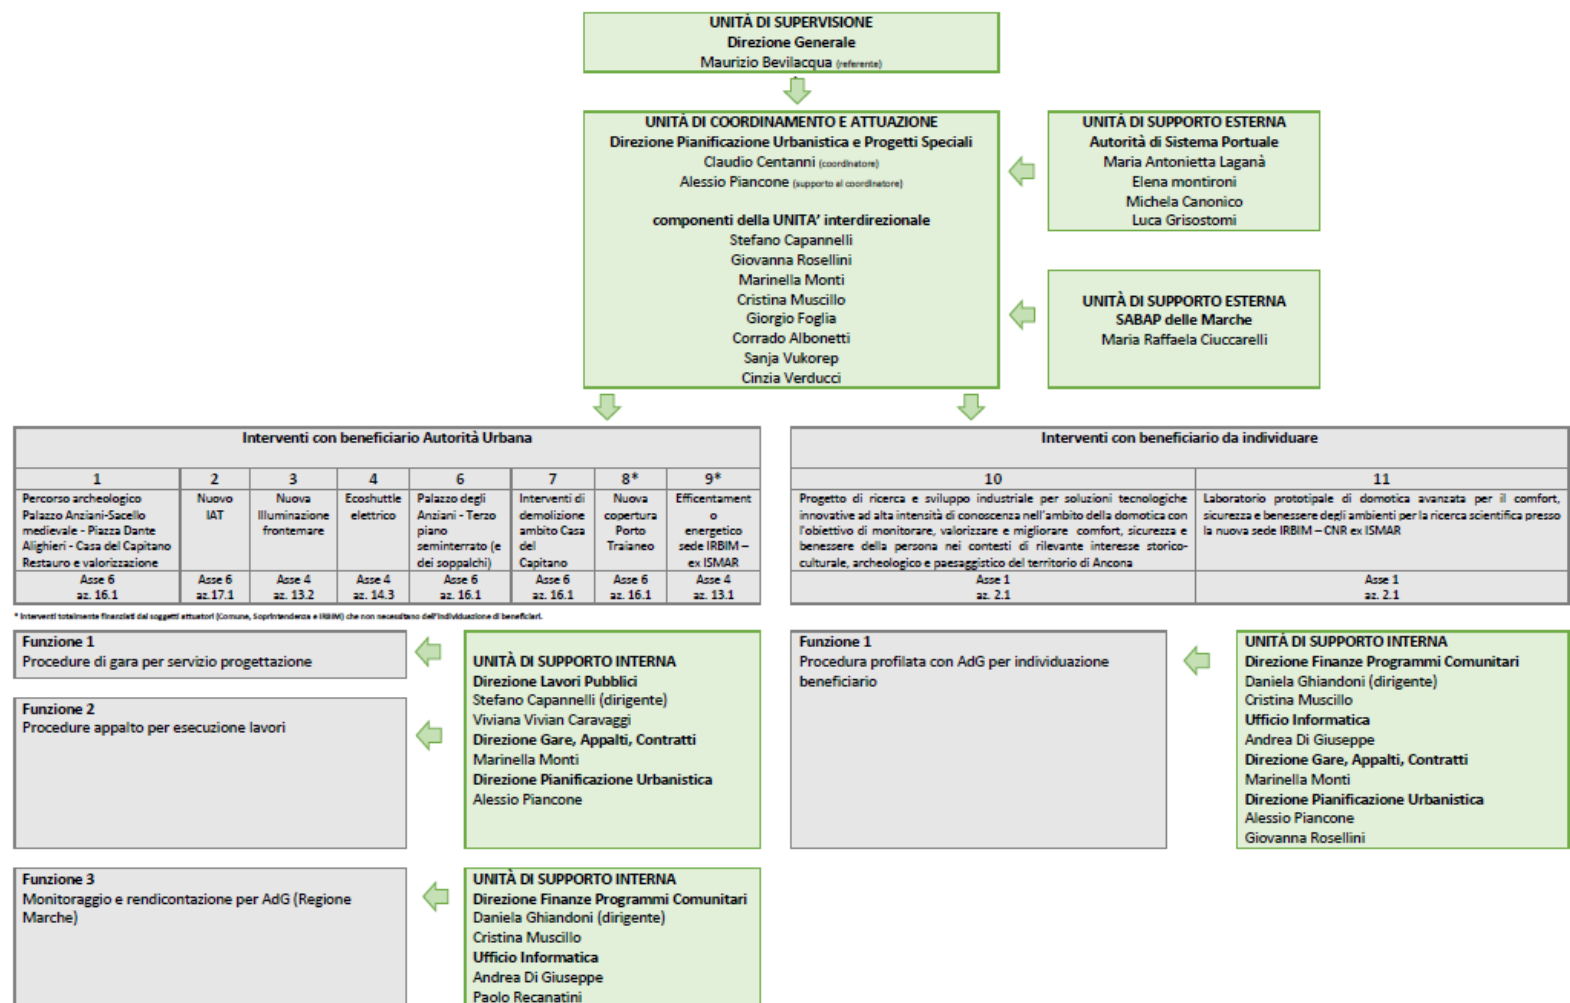 UNITÀ DI SUPERVISIONE
Direzione Generale
Maurizio Bevilacqua (referente)
UNITÀ DI COORDINAMENTO E ATTUAZIONE
Direzione Pianificazione Urbanistica e Progetti Speciali
Claudio Centanni (coordinatore)
Alessio Piancone (supporto al coordinatore)
componenti della UNITA' interdirezionale
Stefano Capannelli
Giovanna Rosellini
Marinella Monti
Cristina Muscillo
Giorgio Foglia
Corrado Albonetti
Sanja Vukorep
Cinzia Verducci
UNITÀ DI SUPPORTO ESTERNA
Autorità di Sistema Portuale
Maria Antonietta Laganà
Elena montironi
Michela Canonico
Luca Grisostomi
UNITÀ DI SUPPORTO ESTERNA
SABAP delle Marche
Maria Raffaela Ciuccarelli
Interventi con beneficiario Autorità Urbana
1
Percorso archeologico
Palazzo Anziani-Sacello
medievale - Piazza Dante
Alighieri - Casa del Capitano
Restauro e valorizzazione
Asse 6
az. 16.1
2
Nuovo
IAT
Asse 6
az.17.1
3
Nuova
Illuminazione
frontemare
Asse 4
az. 13.2
4
Ecoshuttle
elettrico
Asse 4
az. 14.3
6
Palazzo degli
Anziani - Terzo
piano
seminterrato (e
dei soppalchi)
Asse 6
az. 16.1
7
Interventi di
demolizione
ambito Casa
del
Capitano
Asse 6
az. 16.1
8*
Nuova
copertura
Porto
Traianeo
Asse 6
az. 16.1
9*
Efficentament
o
energetico
sede IRBIM –
ex ISMAR
Asse 4
az. 13.1
* Interventi totalmente finanziati dai soggetti attuatori (Comune, Soprintendenza e IRBIM) che non necessitano dell'individuazione di beneficiari.
Interventi con beneficiario da individuare
10
Progetto di ricerca e sviluppo industriale per soluzioni tecnologiche
innovative ad alta intensità di conoscenza nell'ambito della domotica con
l'obiettivo di monitorare, valorizzare e migliorare comfort, sicurezza e
benessere della persona nei contesti di rilevante interesse storico-
culturale, archeologico e paesaggistico del territorio di Ancona
Asse 1
az. 2.1
11
Laboratorio prototipale di domotica avanzata per il comfort,
sicurezza e benessere degli ambienti per la ricerca scientifica presso
la nuova sede IRBIM – CNR ex ISMAR
Asse 1
az. 2.1
Funzione 1
Procedure di gara per servizio progettazione
Funzione 2
Procedure appalto per esecuzione lavori
UNITÀ DI SUPPORTO INTERNA
Direzione Lavori Pubblici
Stefano Capannelli (dirigente)
Viviana Vivian Caravaggi
Direzione Gare, Appalti, Contratti
Marinella Monti
Direzione Pianificazione Urbanistica
Alessio Piancone
Funzione 1
Procedura profilata con AdG per individuazione
beneficiario
UNITÀ DI SUPPORTO INTERNA
Direzione Finanze Programmi Comunitari
Daniela Ghiandoni (dirigente)
Cristina Muscillo
Ufficio Informatica
Andrea Di Giuseppe
Direzione Gare, Appalti, Contratti
Marinella Monti
Direzione Pianificazione Urbanistica
Alessio Piancone
Giovanna Rosellini
Funzione 3
Monitoraggio e rendicontazione per AdG (Regione
Marche)
UNITÀ DI SUPPORTO INTERNA
Direzione Finanze Programmi Comunitari
Daniela Ghiandoni (dirigente)
Cristina Muscillo
Ufficio Informatica
Andrea Di Giuseppe
Paolo Recanatini